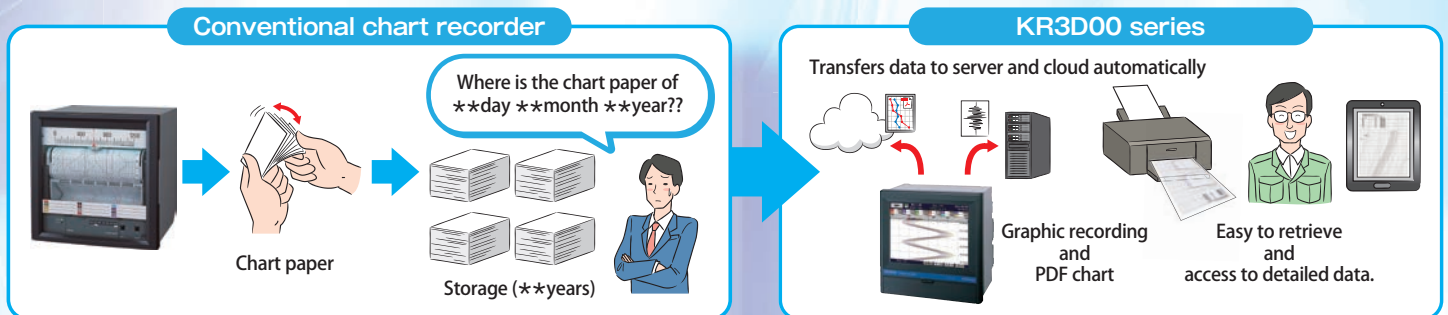 Conventional chart recorder
Where is the chart paper of
**day **month **year??
Chart paper
Storage (**years)
KR3D00 series
Transfers data to server and cloud automatically
Graphic recording
and
PDF chart
Easy to retrieve
and
access to detailed data.